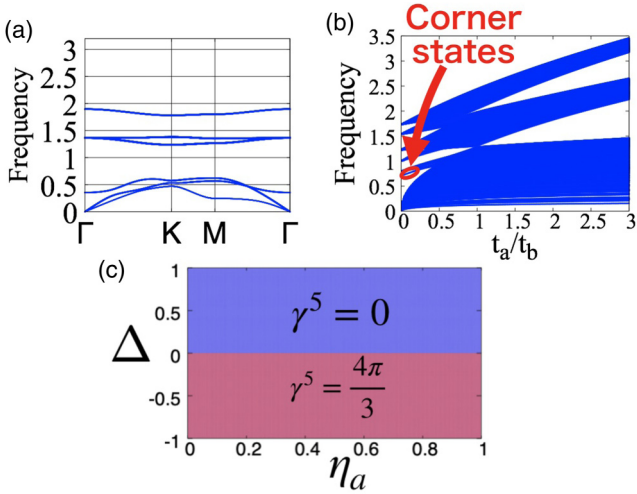 (a)
3
2.5
2
1.5
1
0.5
0
Frequency
Γ K M Γ
(b)
Corner
states
3.5
3
2.5
2
1.5
1
0.5
0
Frequency
0 0.5 1 1.5 2 2.5 3
t_a/t_b
(c)
1
0.5
0
-0.5
-1
Δ
γ⁵ = 0
γ⁵ = 4π/3
0 0.2 0.4 0.6 0.8 1
η_a